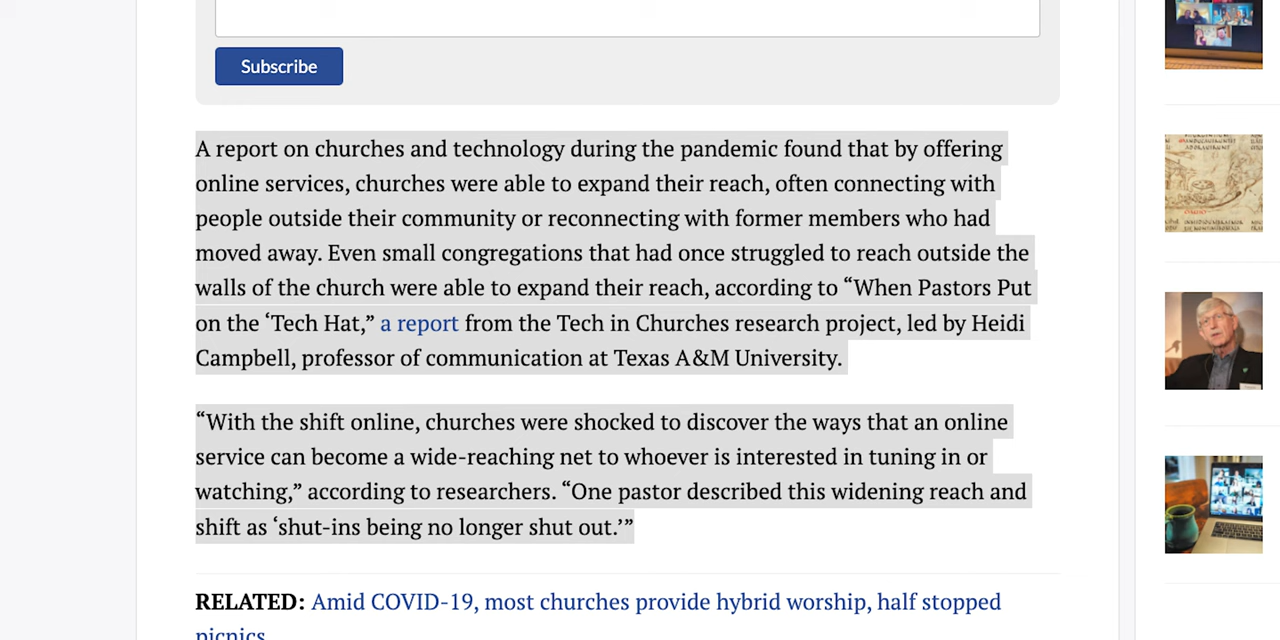 Subscribe
A report on churches and technology during the pandemic found that by offering
online services, churches were able to expand their reach, often connecting with
people outside their community or reconnecting with former members who had
moved away. Even small congregations that had once struggled to reach outside the
walls of the church were able to expand their reach, according to “When Pastors Put
on the ‘Tech Hat,” a report from the Tech in Churches research project, led by Heidi
Campbell, professor of communication at Texas A&M University.
“With the shift online, churches were shocked to discover the ways that an online
service can become a wide-reaching net to whoever is interested in tuning in or
watching,” according to researchers. “One pastor described this widening reach and
shift as ‘shut-ins being no longer shut out.’”
RELATED: Amid COVID-19, most churches provide hybrid worship, half stopped
picnics